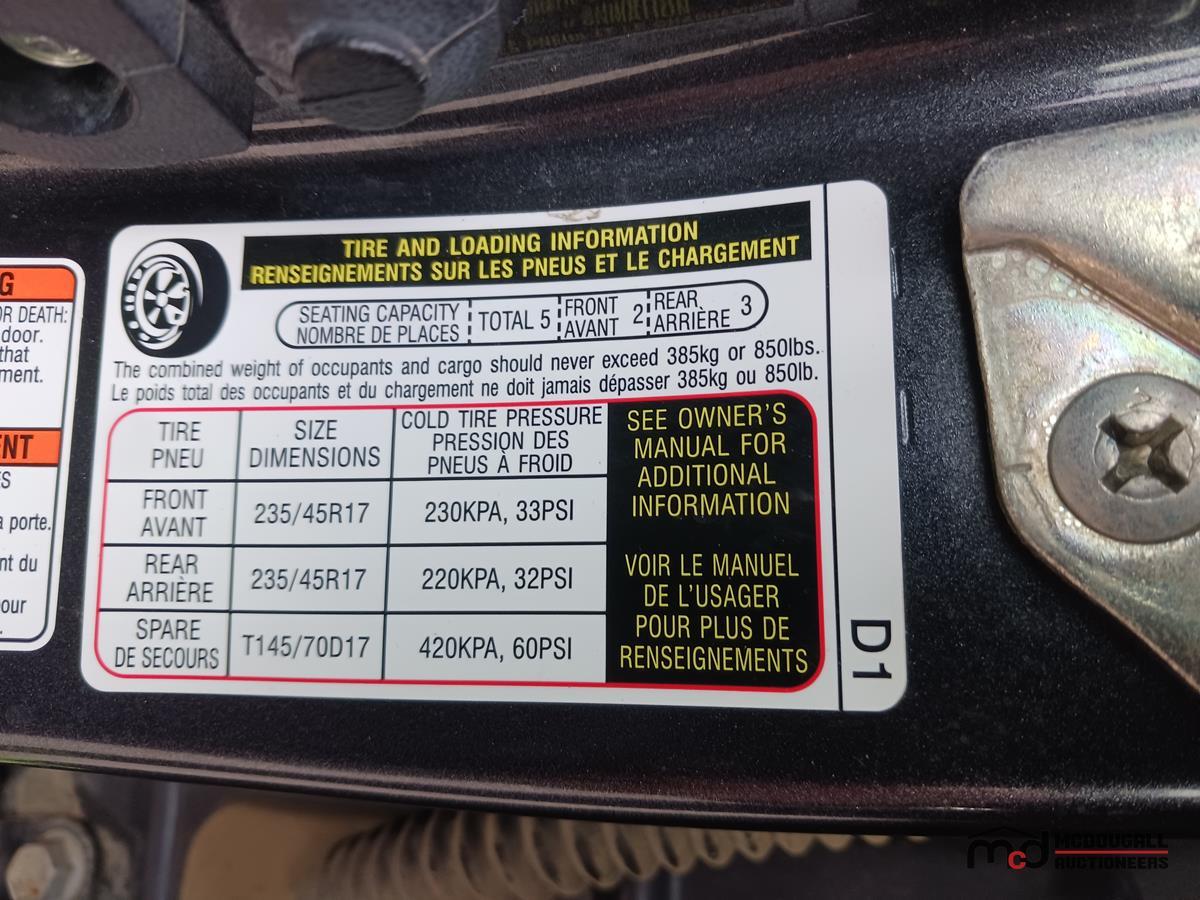 TIRE AND LOADING INFORMATION
RENSEIGNEMENTS SUR LES PNEUS ET LE CHARGEMENT
SEATING CAPACITY
NOMBRE DE PLACES
TOTAL 5
FRONT
AVANT
2
REAR
ARRIÈRE
3
The combined weight of occupants and cargo should never exceed 385kg or 850lbs.
Le poids total des occupants et du chargement ne doit jamais dépasser 385kg ou 850lb.
TIRE
PNEU
SIZE
DIMENSIONS
COLD TIRE PRESSURE
PRESSION DES
PNEUS À FROID
FRONT
AVANT
235/45R17
230KPA, 33PSI
REAR
ARRIÈRE
235/45R17
220KPA, 32PSI
SPARE
DE SECOURS
T145/70D17
420KPA, 60PSI
SEE OWNER'S
MANUAL FOR
ADDITIONAL
INFORMATION
VOIR LE MANUEL
DE L'USAGER
POUR PLUS DE
RENSEIGNEMENTS
D1
G
OR DEATH:
door.
that
ment.
ENT
ES
a porte.
nt du
our
mcd
MCDOUGALL
AUCTIONEERS